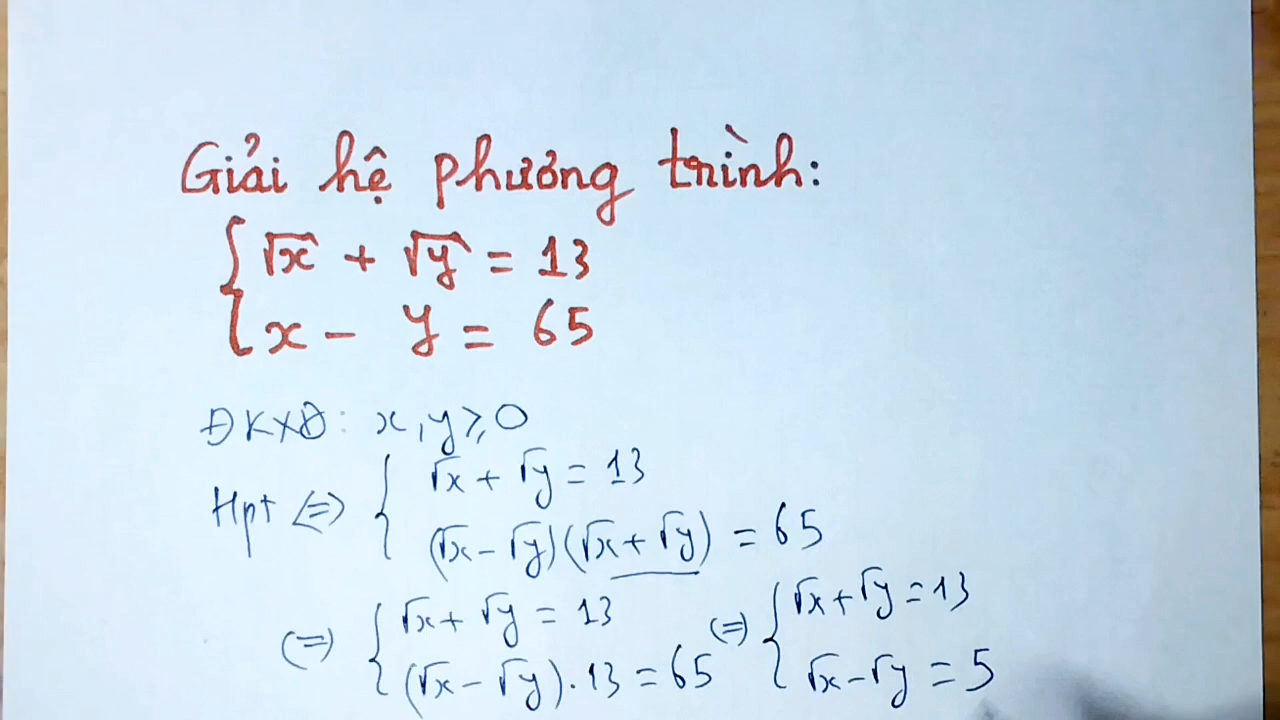 Giải hệ phương trình:
{ √x + √y = 13
x - y = 65
ĐKXĐ: x, y ≥ 0
Hpt ⇔ { √x + √y = 13
(√x - √y)(√x + √y) = 65
⇔ { √x + √y = 13
(√x - √y).13 = 65
⇔ { √x + √y = 13
√x - √y = 5